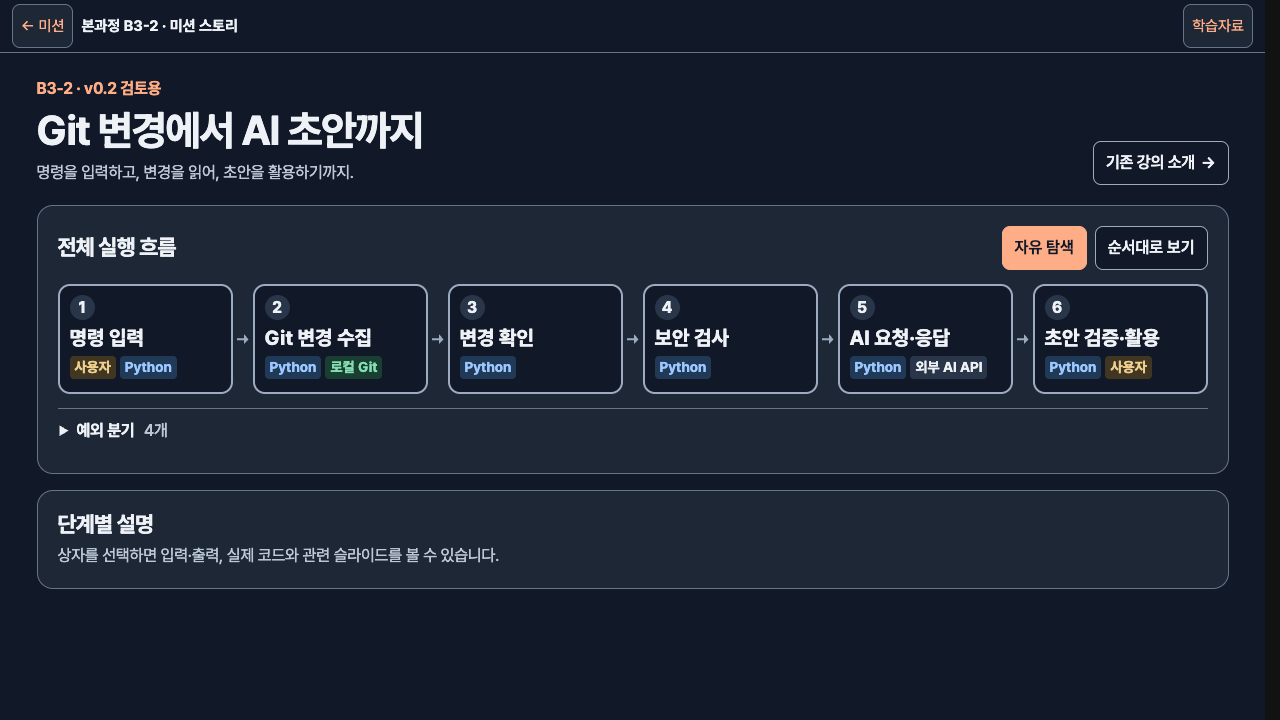 ← 미션
본과정 B3-2 · 미션 스토리
학습자료
B3-2 · v0.2 검토용
Git 변경에서 AI 초안까지
명령을 입력하고, 변경을 읽어, 초안을 활용하기까지.
기존 강의 소개 →
전체 실행 흐름
자유 탐색
순서대로 보기
1
명령 입력
사용자 Python
→
2
Git 변경 수집
Python 로컬 Git
→
3
변경 확인
Python
→
4
보안 검사
Python
→
5
AI 요청·응답
Python 외부 AI API
→
6
초안 검증·활용
Python 사용자
▶ 예외 분기 4개
단계별 설명
상자를 선택하면 입력·출력, 실제 코드와 관련 슬라이드를 볼 수 있습니다.